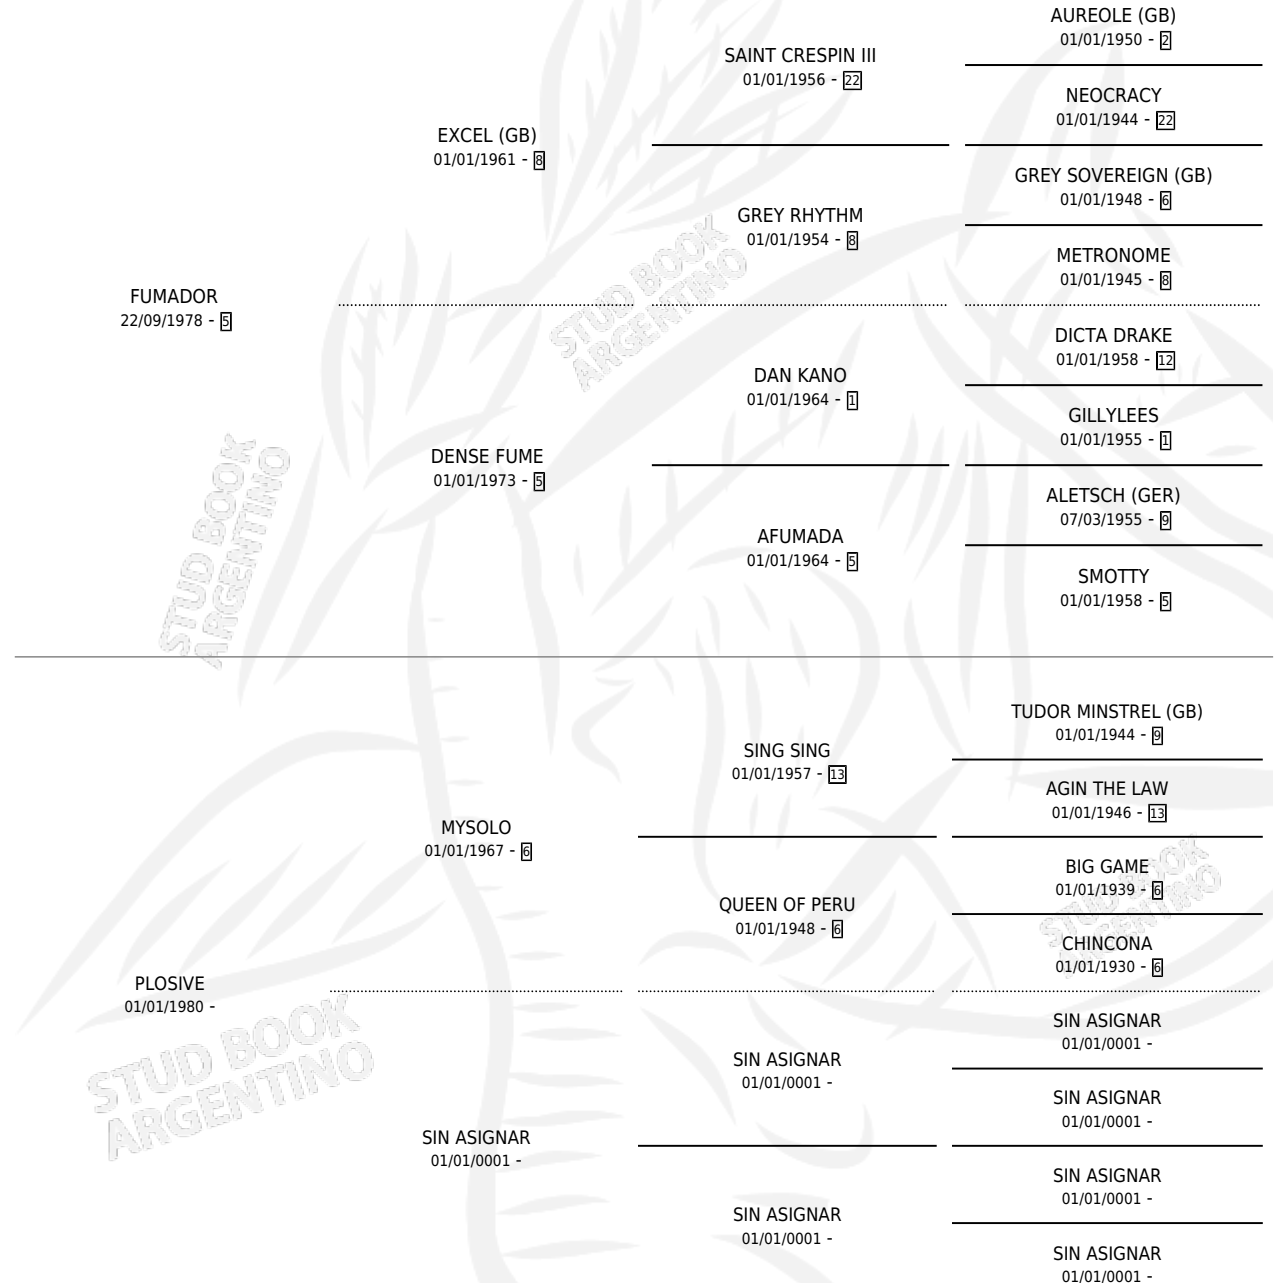 AUREOLE (GB)
01/01/1950 - 2
SAINT CRESPIN III
01/01/1956 - 22
NEOCRACY
01/01/1944 - 22
EXCEL (GB)
01/01/1961 - 8
GREY SOVEREIGN (GB)
01/01/1948 - 6
GREY RHYTHM
01/01/1954 - 8
METRONOME
01/01/1945 - 8
FUMADOR
22/09/1978 - 5
STUD BOOK
ARGENTINO
DICTA DRAKE
01/01/1958 - 12
DAN KANO
01/01/1964 - 1
GILLYLEES
01/01/1955 - 1
DENSE FUME
01/01/1973 - 5
ALETSCH (GER)
07/03/1955 - 9
AFUMADA
01/01/1964 - 5
SMOTTY
01/01/1958 - 5
STUD BOOK
ARGENTINO
TUDOR MINSTREL (GB)
01/01/1944 - 9
SING SING
01/01/1957 - 13
AGIN THE LAW
01/01/1946 - 13
MYSOLO
01/01/1967 - 6
BIG GAME
01/01/1939 - 6
QUEEN OF PERU
01/01/1948 - 6
CHINCONA
01/01/1930 - 6
STUD BOOK
ARGENTINO
PLOSIVE
01/01/1980 -
SIN ASIGNAR
01/01/0001 -
SIN ASIGNAR
01/01/0001 -
SIN ASIGNAR
01/01/0001 -
STUD BOOK
ARGENTINO
SIN ASIGNAR
01/01/0001 -
SIN ASIGNAR
01/01/0001 -
SIN ASIGNAR
01/01/0001 -
SIN ASIGNAR
01/01/0001 -